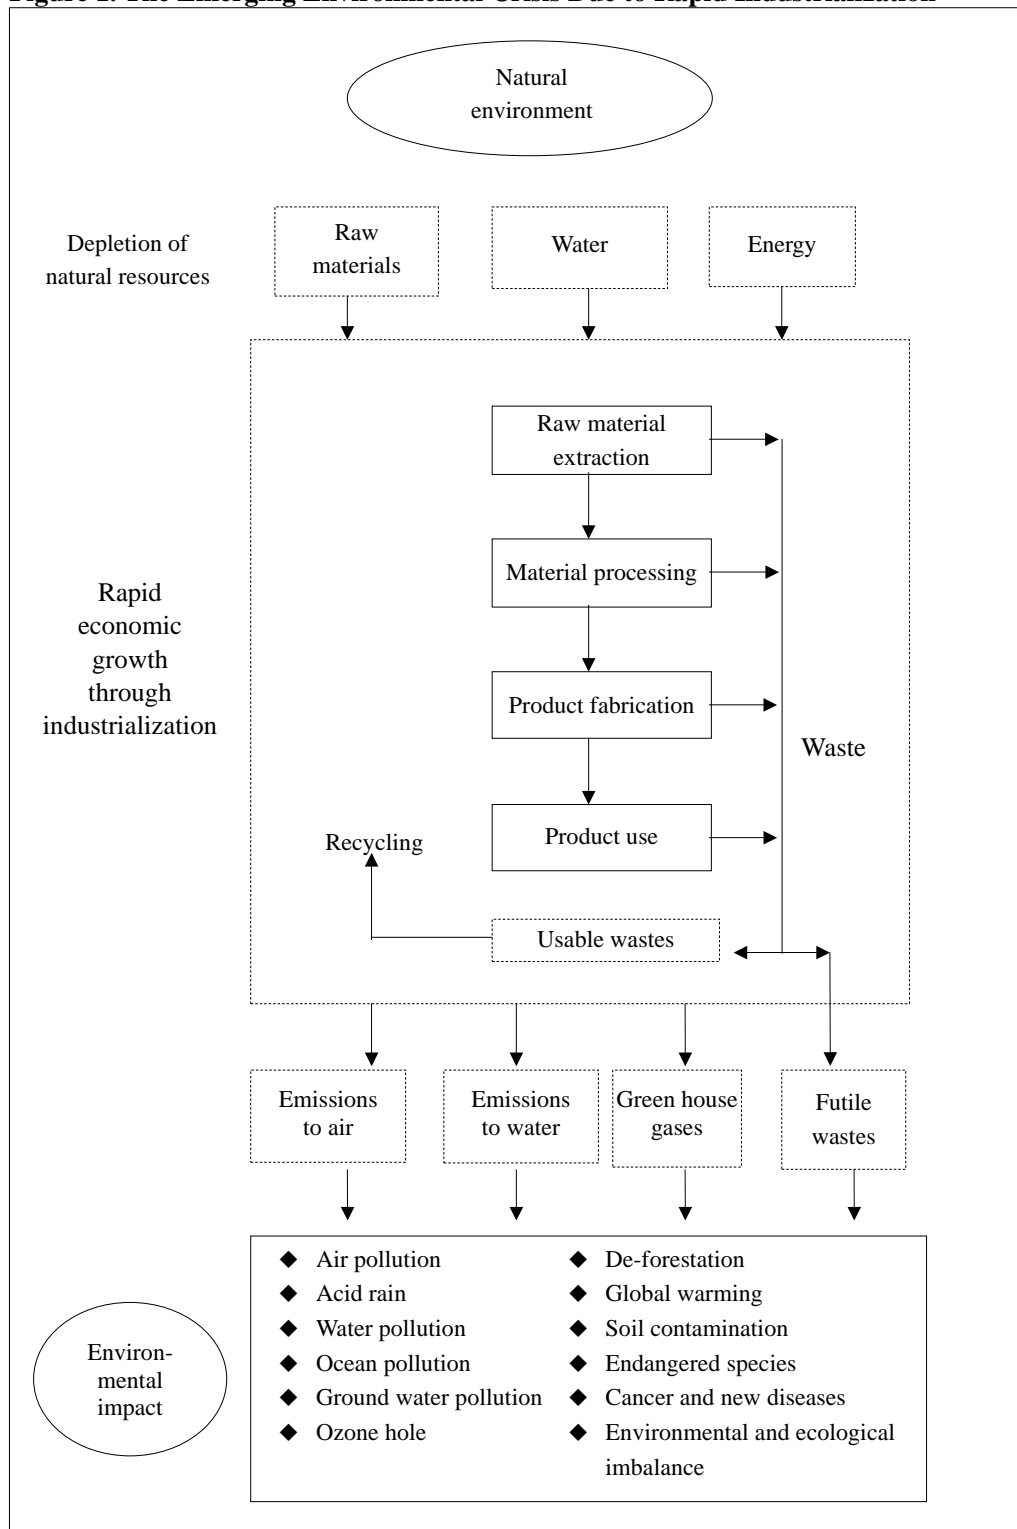 Figure 1: The Emerging Environmental Crisis Due to Rapid Industrialization
Natural
environment
Depletion of
natural resources
Raw
materials
Water
Energy
Raw material
extraction
Material processing
Rapid
economic
growth
through
industrialization
Product fabrication
Waste
Product use
Recycling
Usable wastes
Emissions
to air
Emissions
to water
Green house
gases
Futile
wastes
Environ-
mental
impact
◆ Air pollution
◆ Acid rain
◆ Water pollution
◆ Ocean pollution
◆ Ground water pollution
◆ Ozone hole
◆ De-forestation
◆ Global warming
◆ Soil contamination
◆ Endangered species
◆ Cancer and new diseases
◆ Environmental and ecological
imbalance